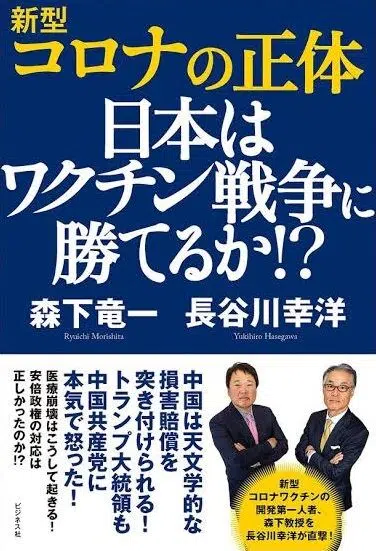 新型
コロナの正体
日本は
ワクチン戦争に
勝てるか!?
森下竜一 長谷川幸洋
Ryuichi Morishita Yukihiro Hasegawa
中国は天文学的な
損害賠償を
突き付けられる!
トランプ大統領も
中国共産党に
本気で怒った!
医療崩壊はこうして起きる!
安倍政権の対応は
正しかったのか!?
新型
コロナワクチンの
開発第一人者、
森下教授を
長谷川幸洋が直撃!
ビジネス社